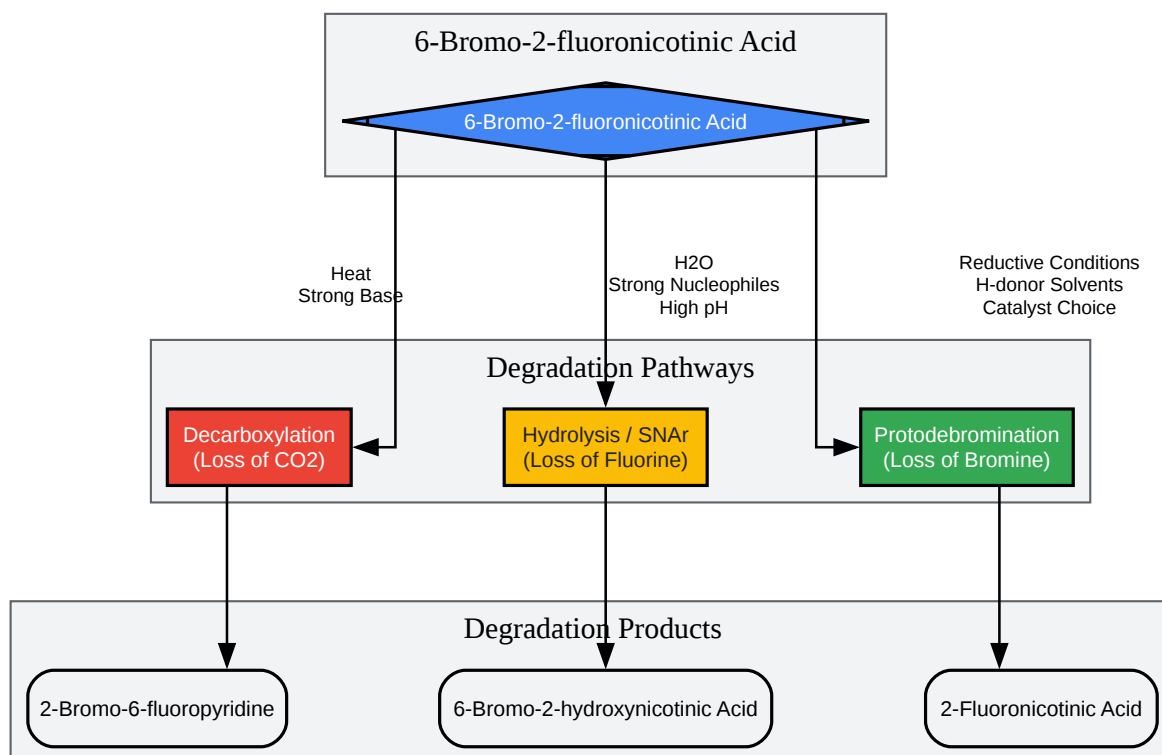 6-Bromo-2-fluoronicotinic Acid
6-Bromo-2-fluoronicotinic Acid
Heat
Strong Base
H2O
Strong Nucleophiles
High pH
Reductive Conditions
H-donor Solvents
Catalyst Choice
Degradation Pathways
Decarboxylation
(Loss of CO2)
Hydrolysis / SNAr
(Loss of Fluorine)
Protodebromination
(Loss of Bromine)
Degradation Products
2-Bromo-6-fluoropyridine
6-Bromo-2-hydroxynicotinic Acid
2-Fluoronicotinic Acid